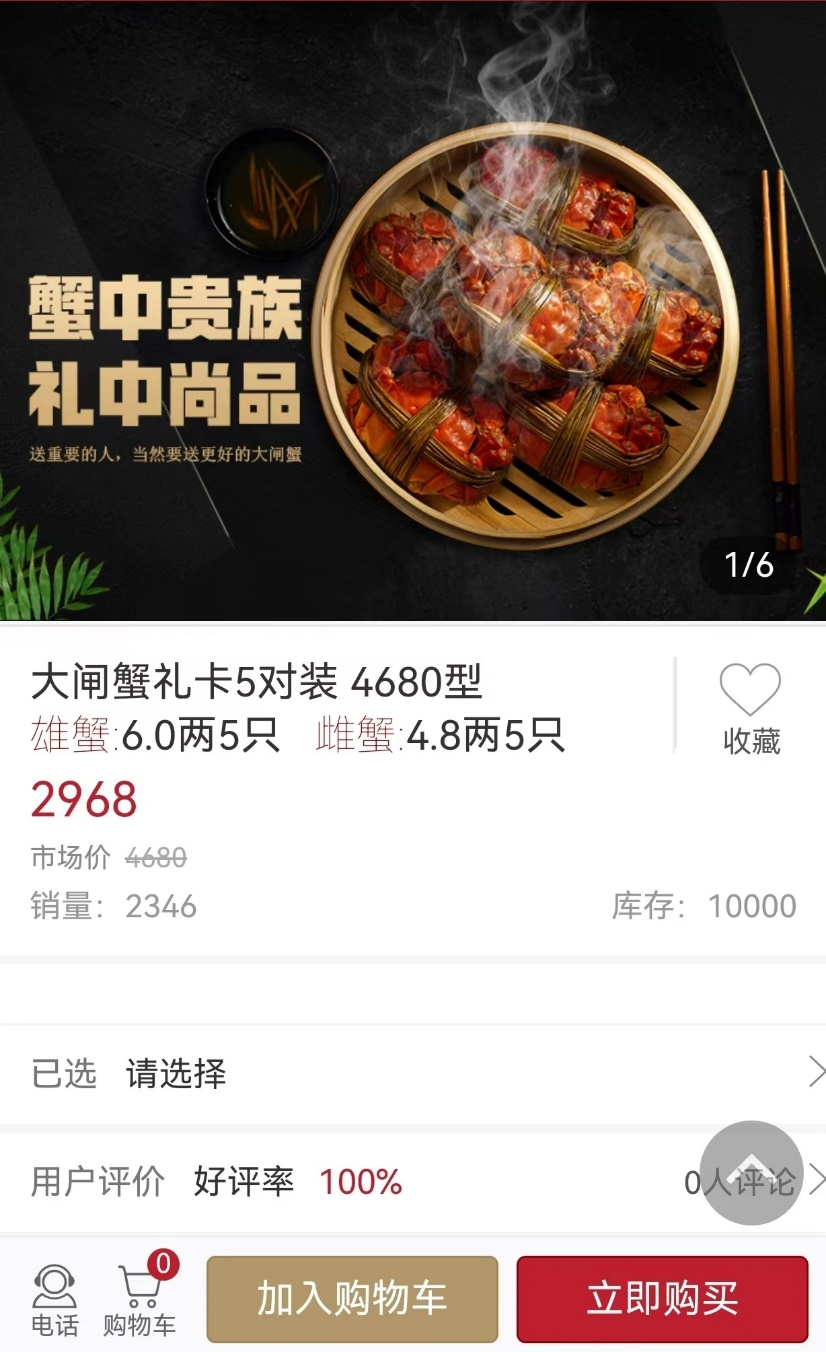 蟹中贵族
礼中尚品
送重要的人，当然要送更好的大闸蟹
1/6
大闸蟹礼卡5对装 4680型
雄蟹:6.0两5只 雌蟹:4.8两5只
收藏
2968
市场价 4680
销量： 2346 库存： 10000
已选 请选择
用户评价 好评率 100% 0人评论
0
电话 购物车 加入购物车 立即购买